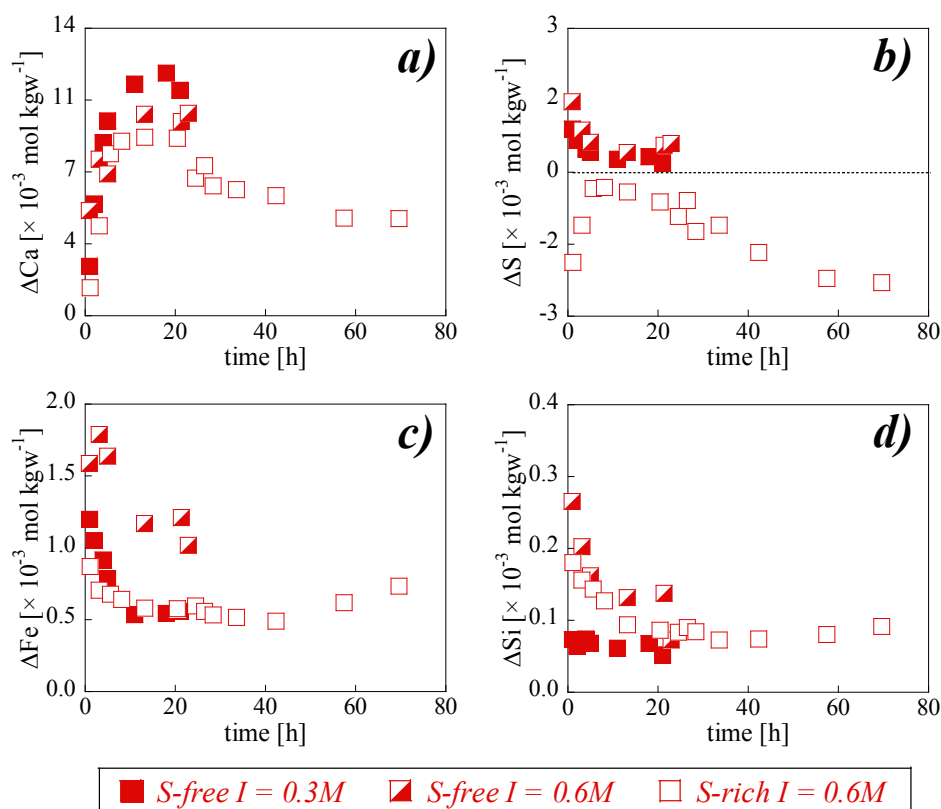 14
11
7
4
0
ΔCa [× 10⁻³ mol kgw⁻¹]
a)
0 20 40 60 80
time [h]
3
2
0
-2
-3
ΔS [× 10⁻³ mol kgw⁻¹]
b)
0 20 40 60 80
time [h]
2.0
1.5
1.0
0.5
0.0
ΔFe [× 10⁻³ mol kgw⁻¹]
c)
0 20 40 60 80
time [h]
0.4
0.3
0.2
0.1
0.0
ΔSi [× 10⁻³ mol kgw⁻¹]
d)
0 20 40 60 80
time [h]
S-free I = 0.3M S-free I = 0.6M S-rich I = 0.6M